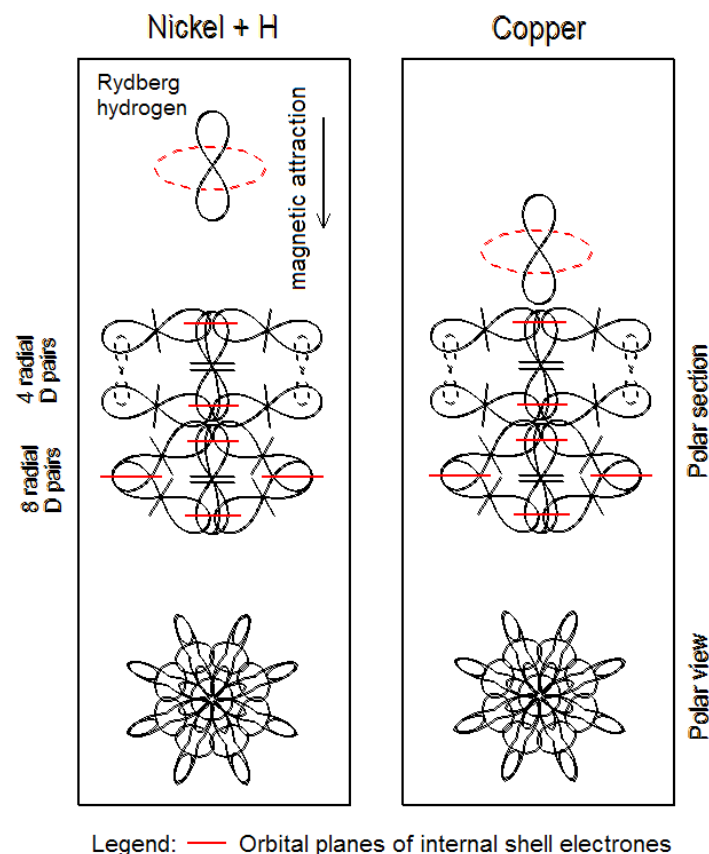 Nickel + H
Copper
Rydberg
hydrogen
magnetic attraction
4 radial
D pairs
8 radial
D pairs
Polar section
Polar view
Legend: Orbital planes of internal shell electrones